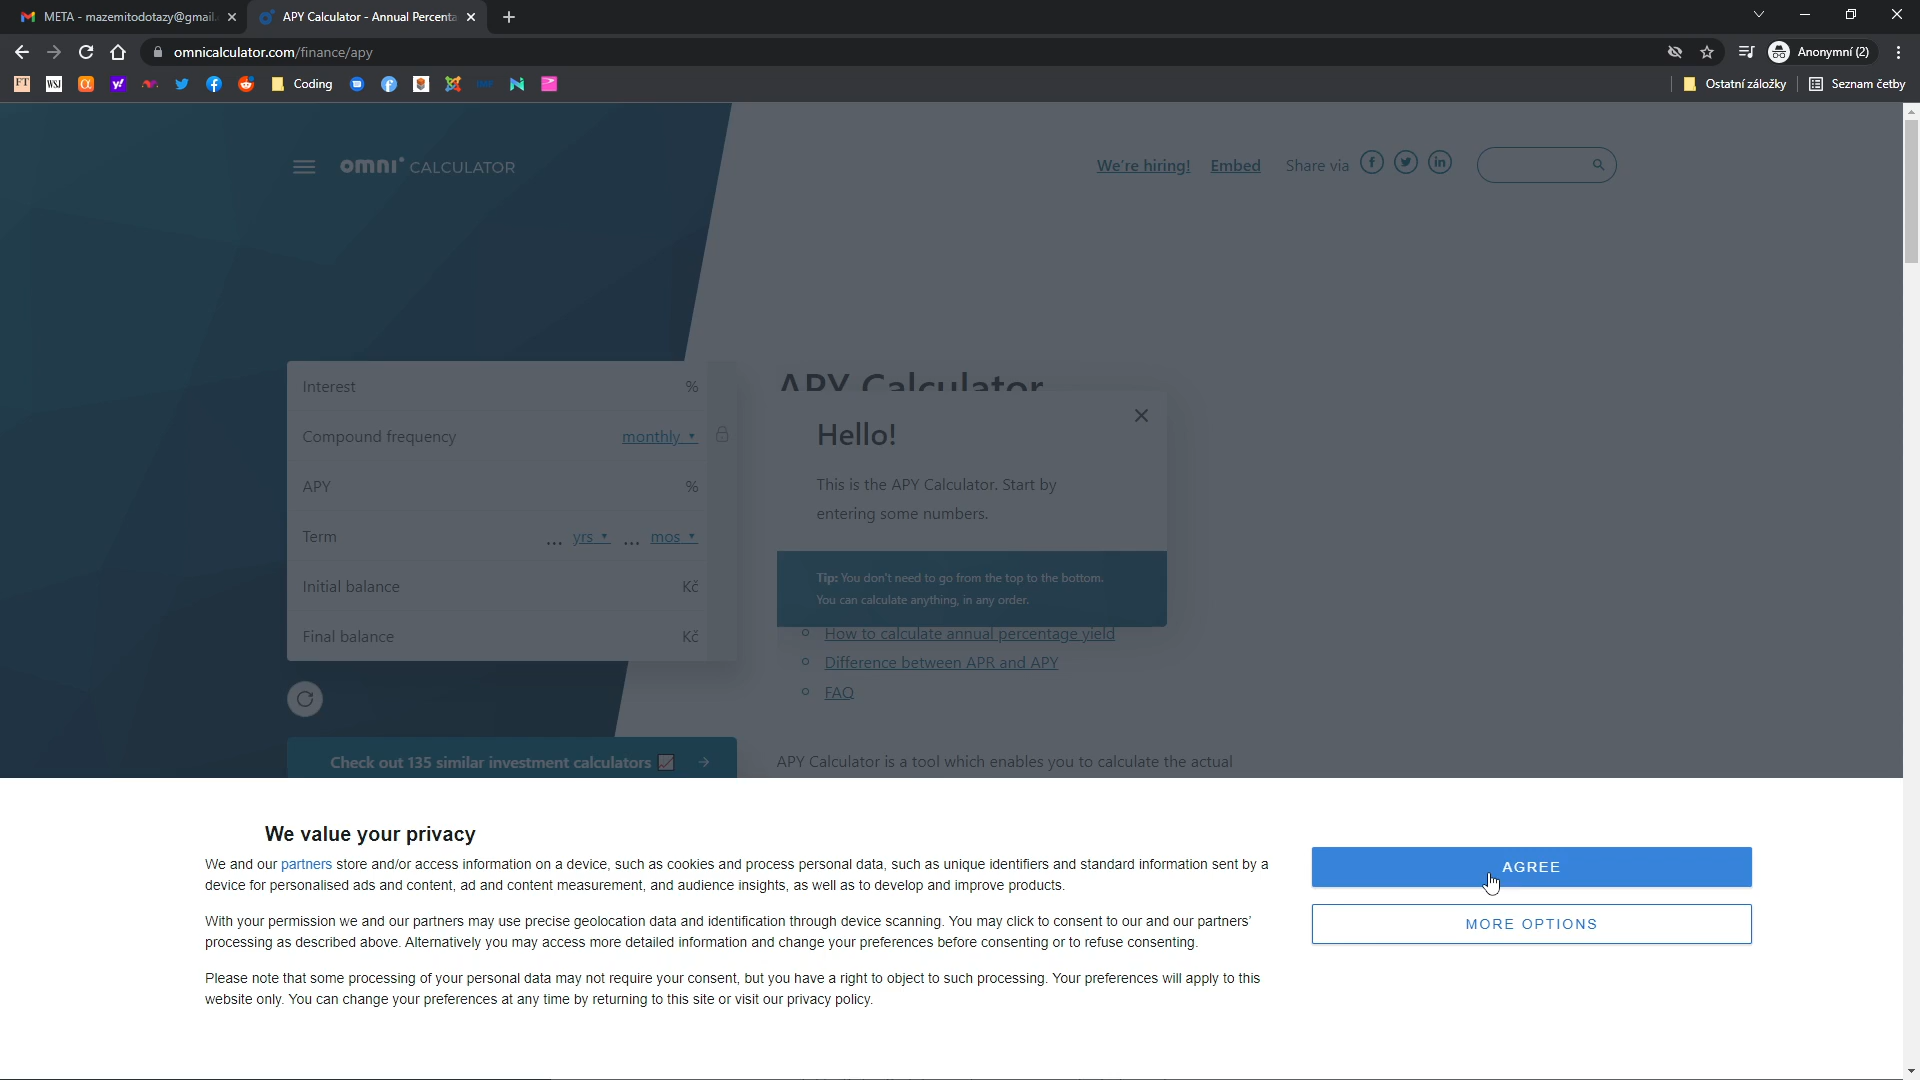 META - mazemitodotazy@gmail.
APY Calculator - Annual Percenta
omnicalculator.com/finance/apy
Anonymní (2)
FT
WSJ
Coding
Ostatní záložky
Seznam četby
omni CALCULATOR
We're hiring!
Embed
Share via
Interest %
Compound frequency monthly
APY %
Term ... yrs ... mos
Initial balance Kč
Final balance Kč
Check out 135 similar investment calculators
APY Calculator
Hello!
This is the APY Calculator. Start by
entering some numbers.
Tip: You don't need to go from the top to the bottom.
You can calculate anything, in any order.
How to calculate annual percentage yield
Difference between APR and APY
FAQ
APY Calculator is a tool which enables you to calculate the actual
We value your privacy
We and our partners store and/or access information on a device, such as cookies and process personal data, such as unique identifiers and standard information sent by a
device for personalised ads and content, ad and content measurement, and audience insights, as well as to develop and improve products.
With your permission we and our partners may use precise geolocation data and identification through device scanning. You may click to consent to our and our partners'
processing as described above. Alternatively you may access more detailed information and change your preferences before consenting or to refuse consenting.
Please note that some processing of your personal data may not require your consent, but you have a right to object to such processing. Your preferences will apply to this
website only. You can change your preferences at any time by returning to this site or visit our privacy policy.
AGREE
MORE OPTIONS